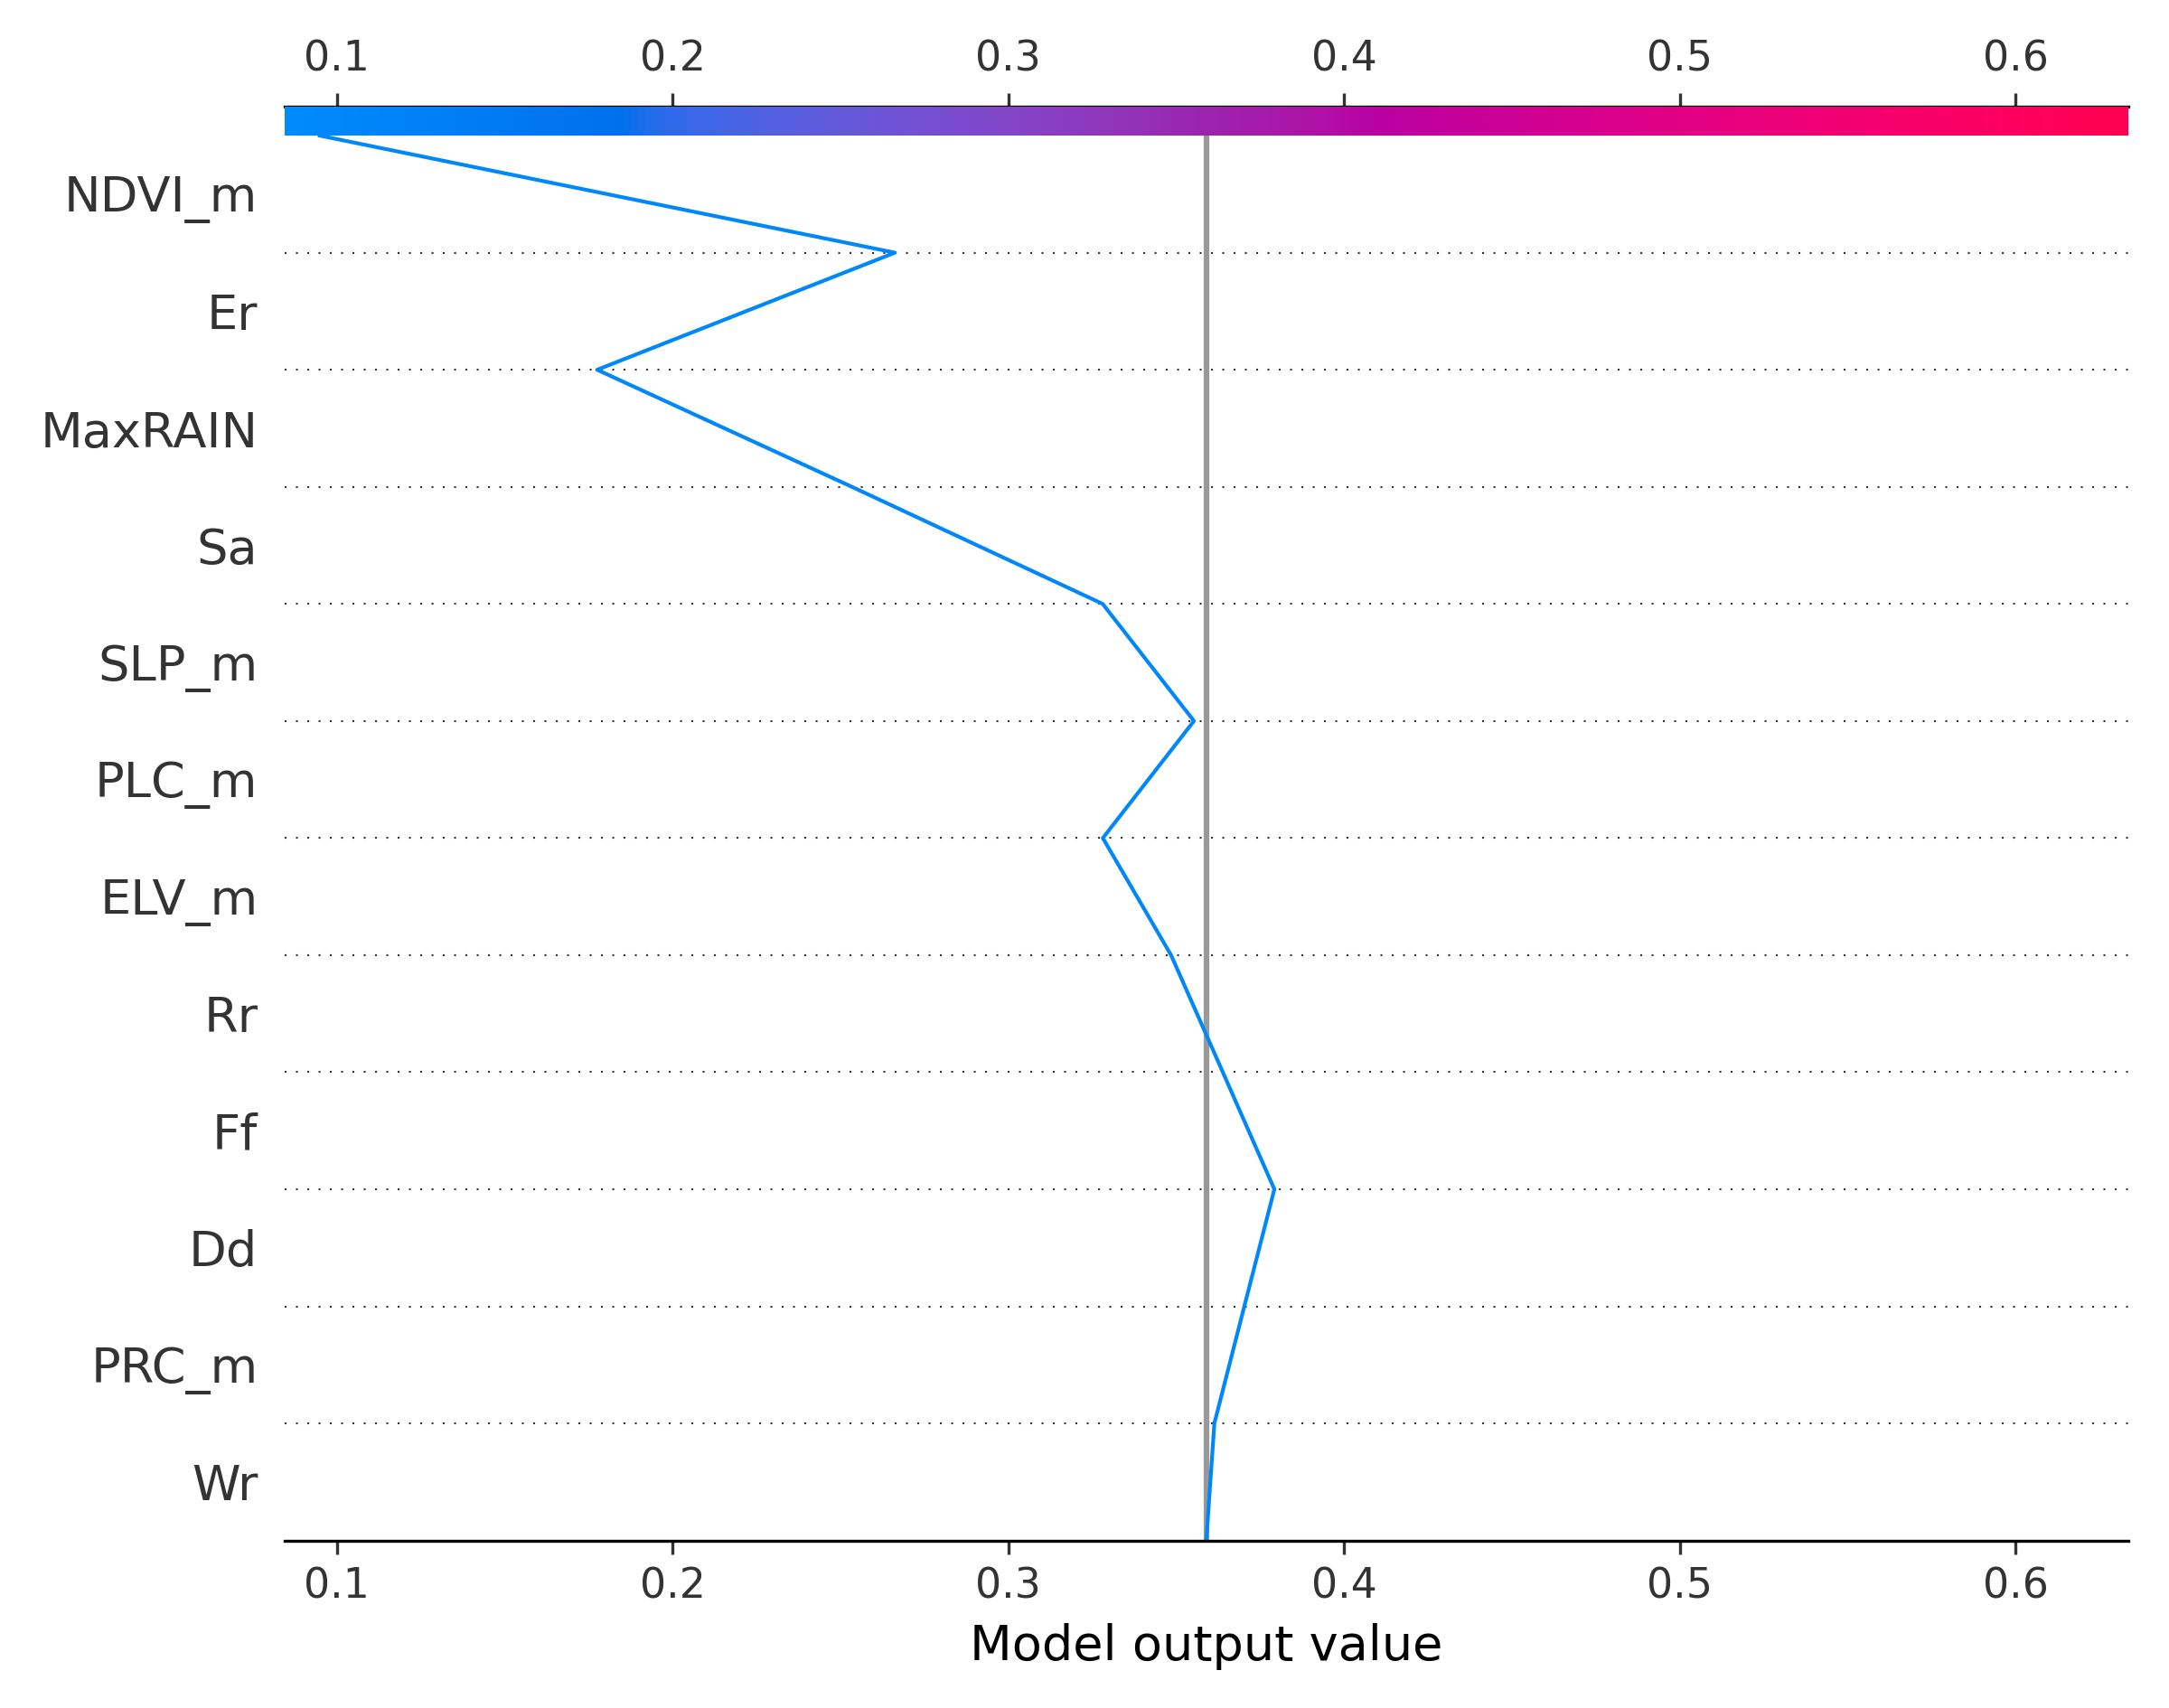 0.1 0.2 0.3 0.4 0.5 0.6
NDVI_m
Er
MaxRAIN
Sa
SLP_m
PLC_m
ELV_m
Rr
Ff
Dd
PRC_m
Wr
0.1 0.2 0.3 0.4 0.5 0.6
Model output value